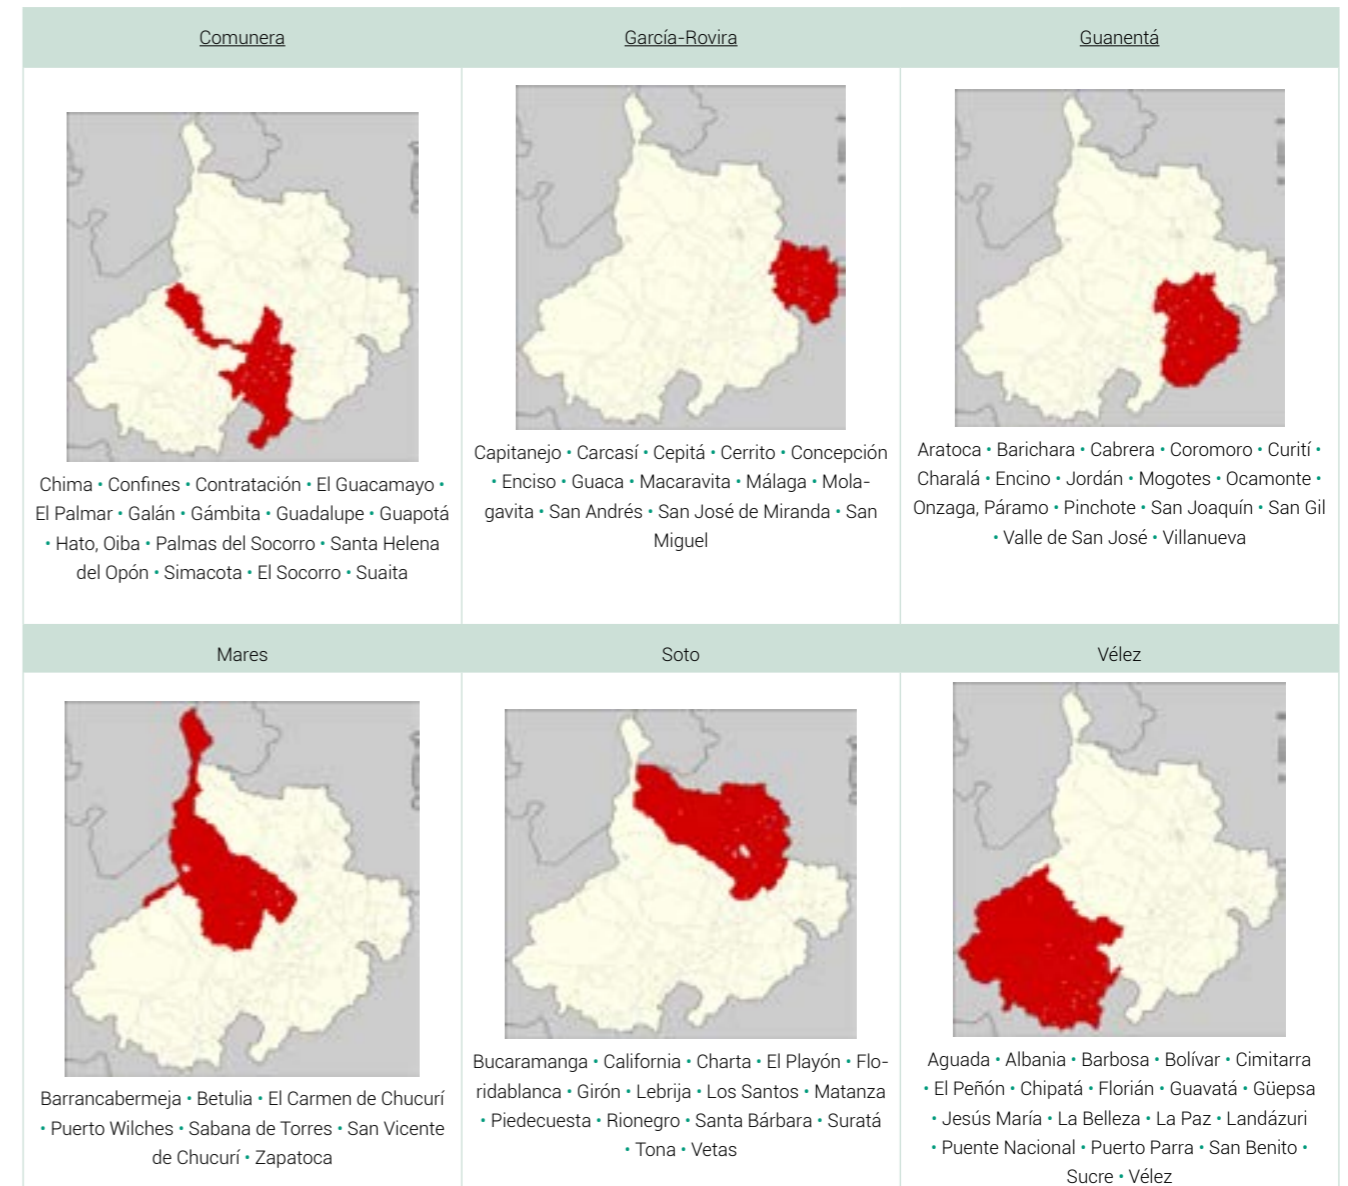 Comunera
García-Rovira
Guanentá
Chima • Confines • Contratación • El Guacamayo •
El Palmar • Galán • Gámbita • Guadalupe • Guapotá
• Hato, Oiba • Palmas del Socorro • Santa Helena
del Opón • Simacota • El Socorro • Suaita
Capitanejo • Carcasí • Cepitá • Cerrito • Concepción
• Enciso • Guaca • Macaravita • Málaga • Mola-
gavita • San Andrés • San José de Miranda • San
Miguel
Aratoca • Barichara • Cabrera • Coromoro • Curití •
Charalá • Encino • Jordán • Mogotes • Ocamonte •
Onzaga, Páramo • Pinchote • San Joaquín • San Gil
• Valle de San José • Villanueva
Mares
Soto
Vélez
Barrancabermeja • Betulia • El Carmen de Chucurí
• Puerto Wilches • Sabana de Torres • San Vicente
de Chucurí • Zapatoca
Bucaramanga • California • Charta • El Playón • Flo-
ridablanca • Girón • Lebrija • Los Santos • Matanza
• Piedecuesta • Rionegro • Santa Bárbara • Suratá
• Tona • Vetas
Aguada • Albania • Barbosa • Bolívar • Cimitarra
• El Peñón • Chipatá • Florián • Guavatá • Güepsa
• Jesús María • La Belleza • La Paz • Landázuri
• Puente Nacional • Puerto Parra • San Benito •
Sucre • Vélez